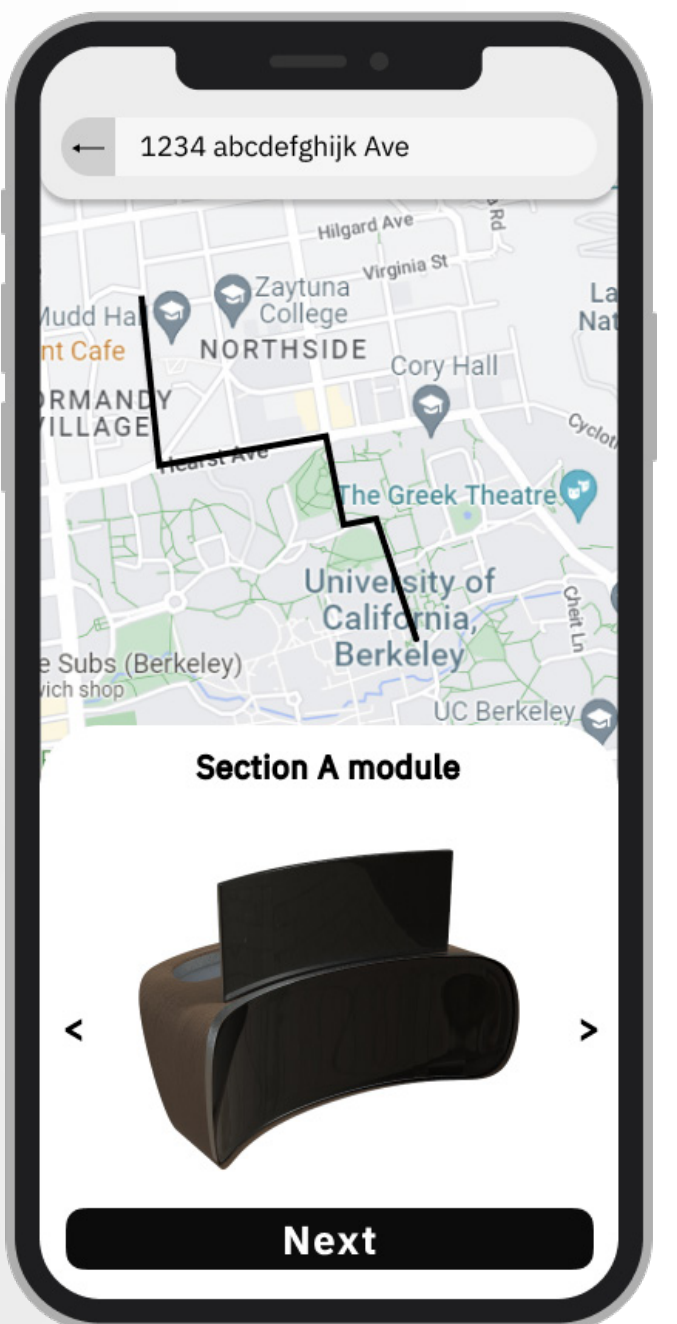 ← 1234 abcdefghijk Ave
Hilgard Ave
Rd
Virginia St
Zaytuna
College
La
Nat
Mudd Hal
nt Cafe
NORTHSIDE
Cory Hall
ORMANDY
VILLAGE
Cyclot
Hearst Ave
The Greek Theatre
University of
California,
Berkeley
Cheit Ln
e Subs (Berkeley)
wich shop
UC Berkeley
Section A module
< >
Next